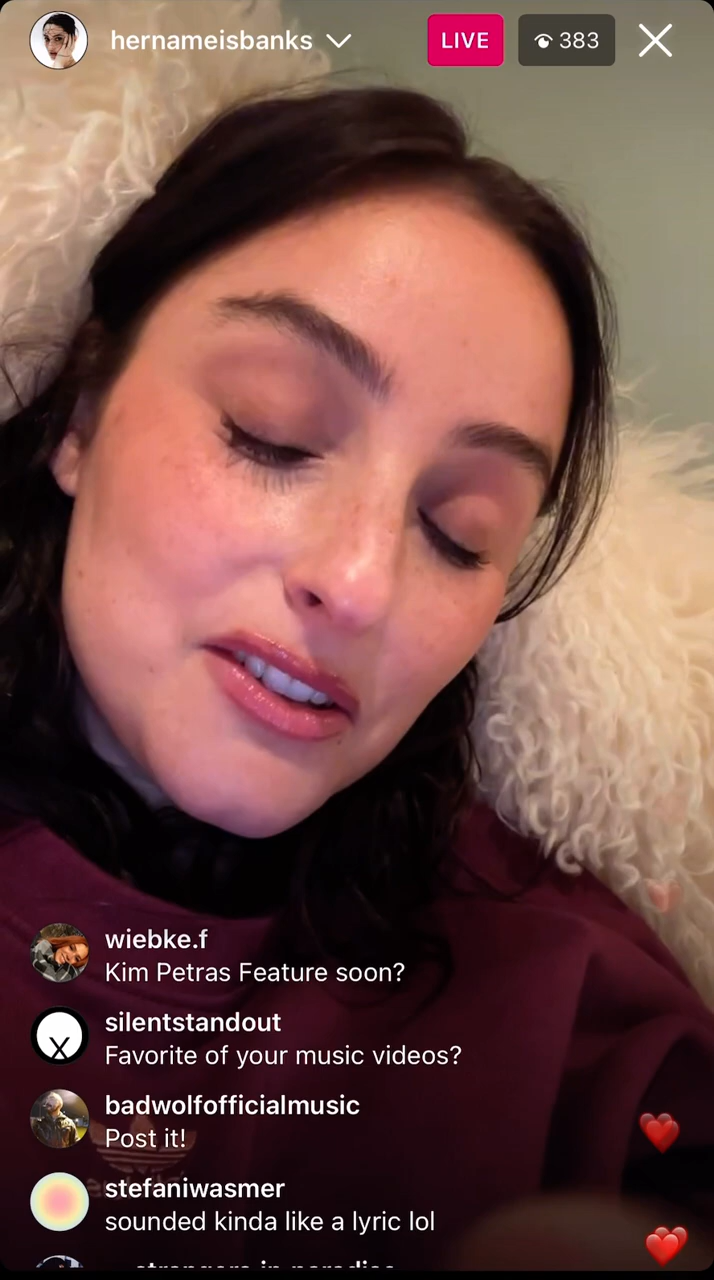 hernameisbanks
LIVE
383
wiebke.f
Kim Petras Feature soon?
silentstandout
Favorite of your music videos?
badwolfofficialmusic
Post it!
stefaniwasmer
sounded kinda like a lyric lol